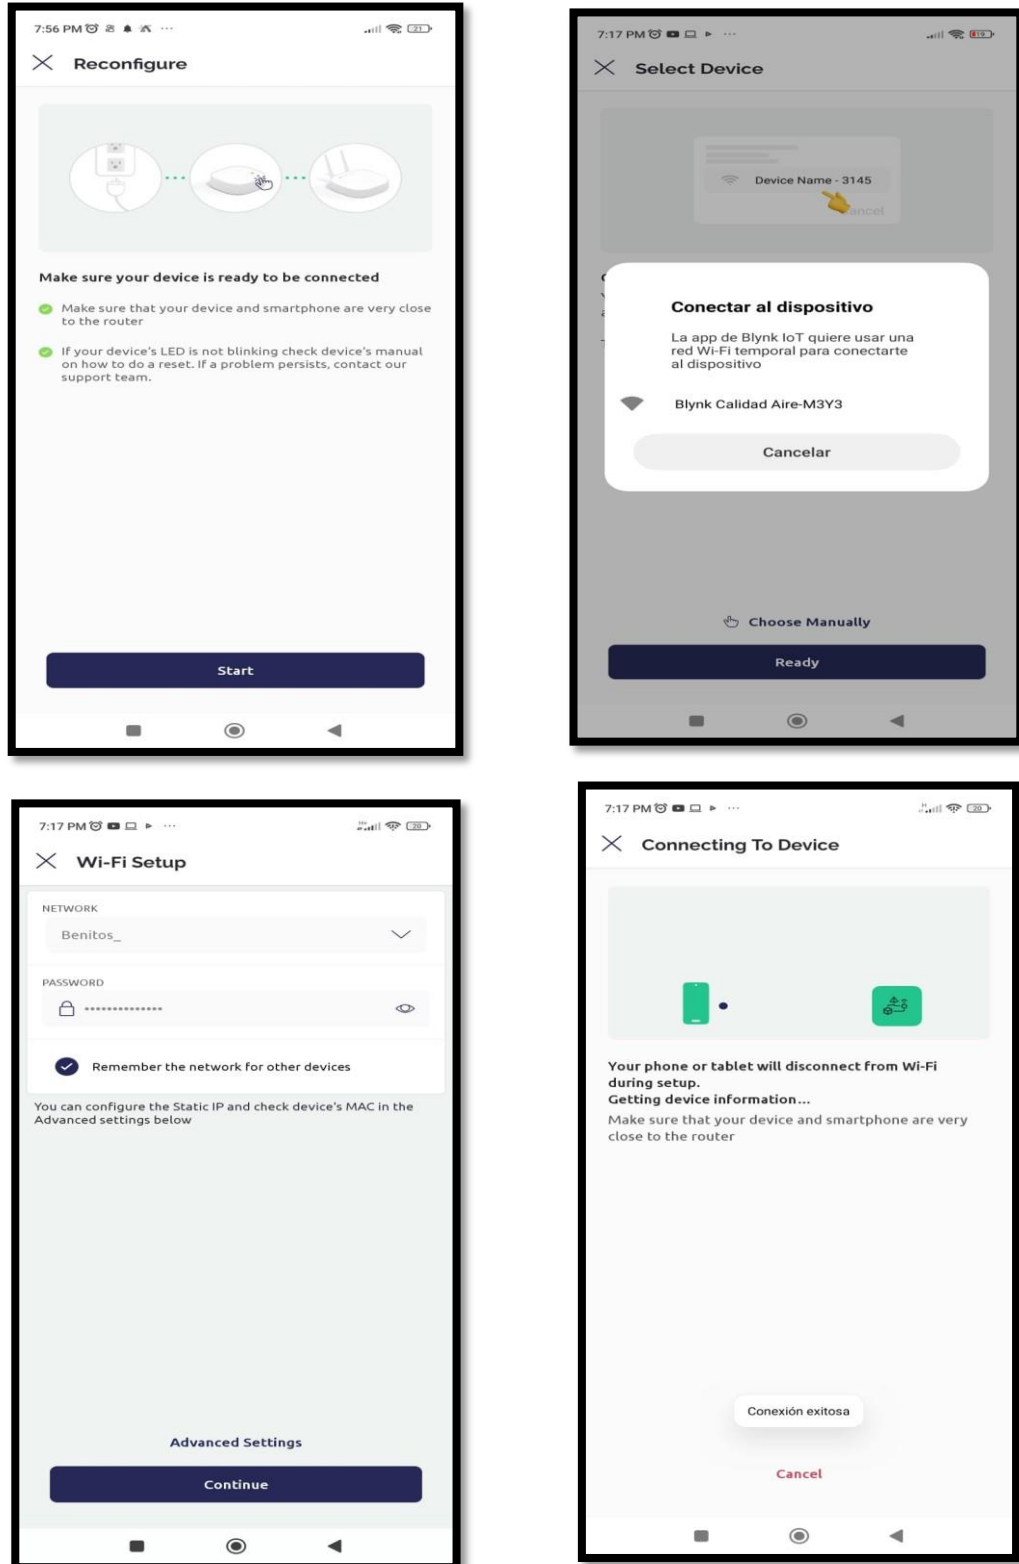 7:56 PM
21
Reconfigure
Make sure your device is ready to be connected
Make sure that your device and smartphone are very close
to the router
If your device's LED is not blinking check device's manual
on how to do a reset. If a problem persists, contact our
support team.
Start
7:17 PM
19
Select Device
Device Name - 3145
ancel
Conectar al dispositivo
La app de Blynk IoT quiere usar una
red Wi-Fi temporal para conectarte
al dispositivo
Blynk Calidad Aire-M3Y3
Cancelar
Choose Manually
Ready
7:17 PM
20
Wi-Fi Setup
NETWORK
Benitos_
PASSWORD
••••••••••••••
Remember the network for other devices
You can configure the Static IP and check device's MAC in the
Advanced settings below
Advanced Settings
Continue
7:17 PM
20
Connecting To Device
Your phone or tablet will disconnect from Wi-Fi
during setup.
Getting device information...
Make sure that your device and smartphone are very
close to the router
Conexión exitosa
Cancel